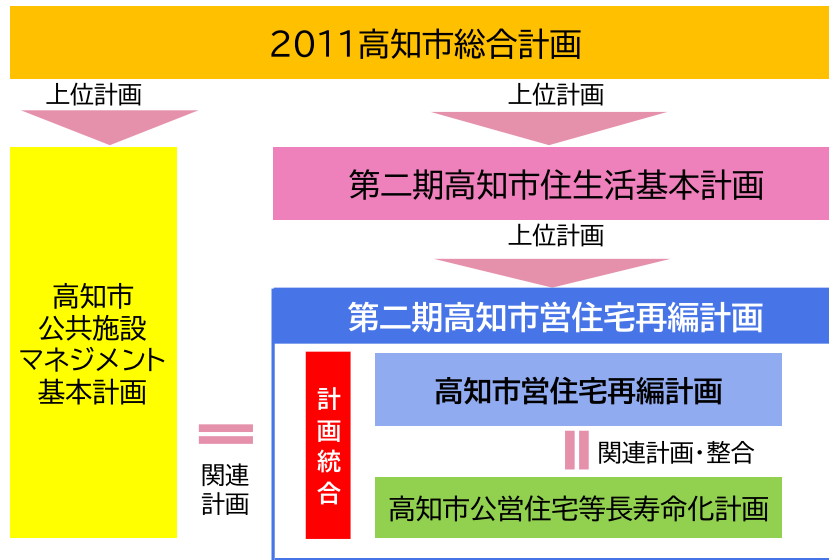 2011高知市総合計画
上位計画
上位計画
第二期高知市住生活基本計画
上位計画
高知市
公共施設
マネジメント
基本計画
関連
計画
第二期高知市営住宅再編計画
計画統合
高知市営住宅再編計画
関連計画・整合
高知市公営住宅等長寿命化計画